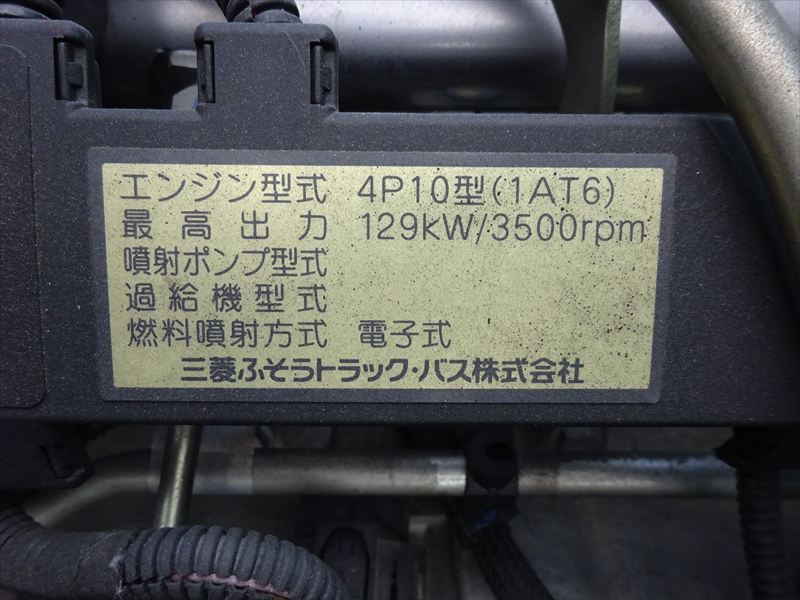 エンジン型式 4P10型(1AT6)
最高出力 129kW/3500rpm
噴射ポンプ型式
過給機型式
燃料噴射方式 電子式
三菱ふそうトラック・バス株式会社